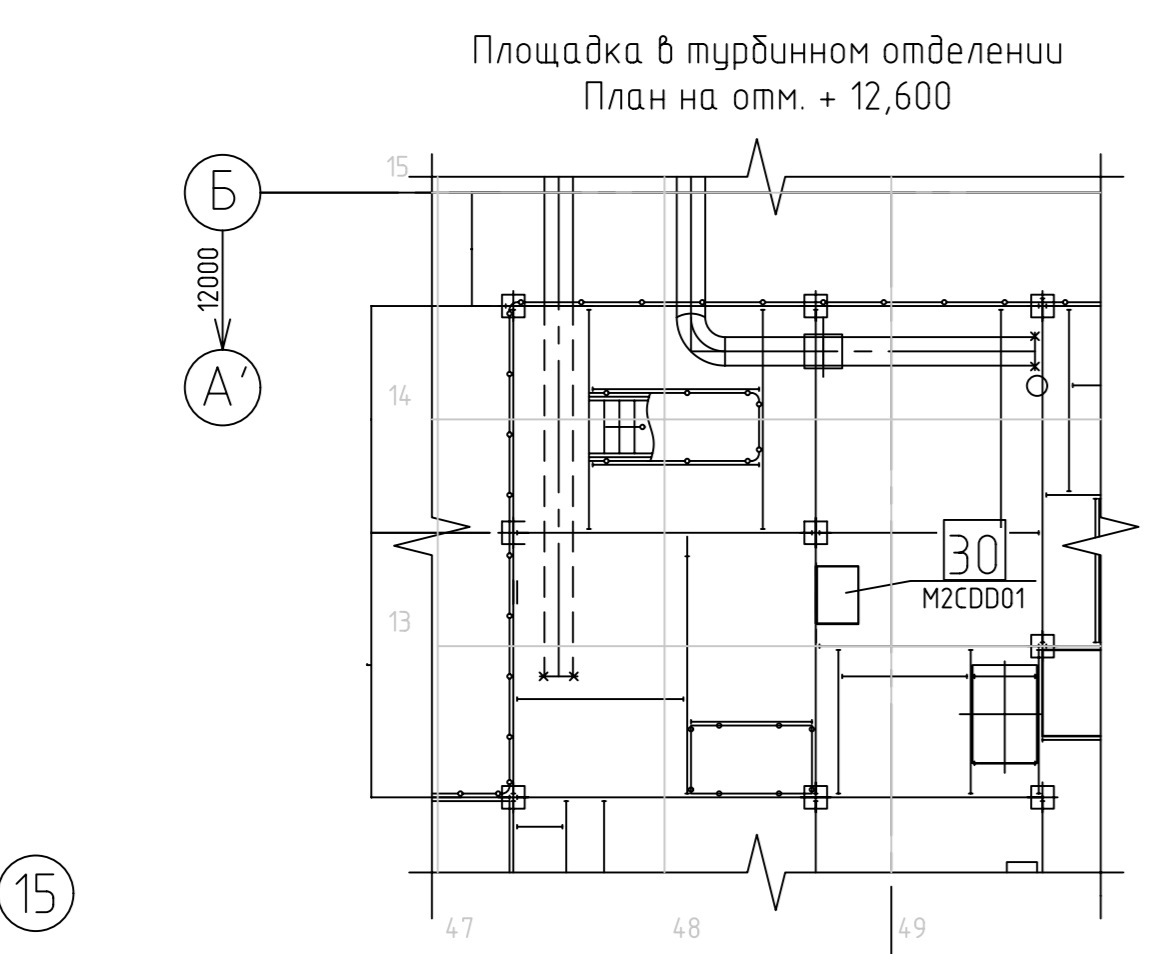 Площадка в турбинном отделении
План на отм. + 12,600
15
Б
12000
А′
14
30
M2CDD01
13
15
47
48
49